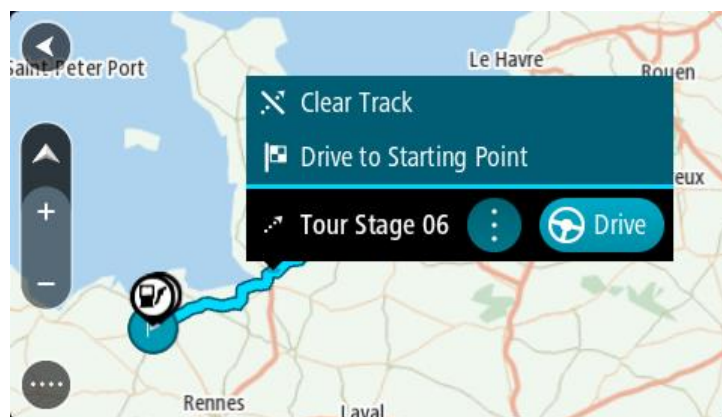 Saint Peter Port
Le Havre
Rouen
Clear Track
Drive to Starting Point
eux
Tour Stage 06
Drive
Rennes
Laval